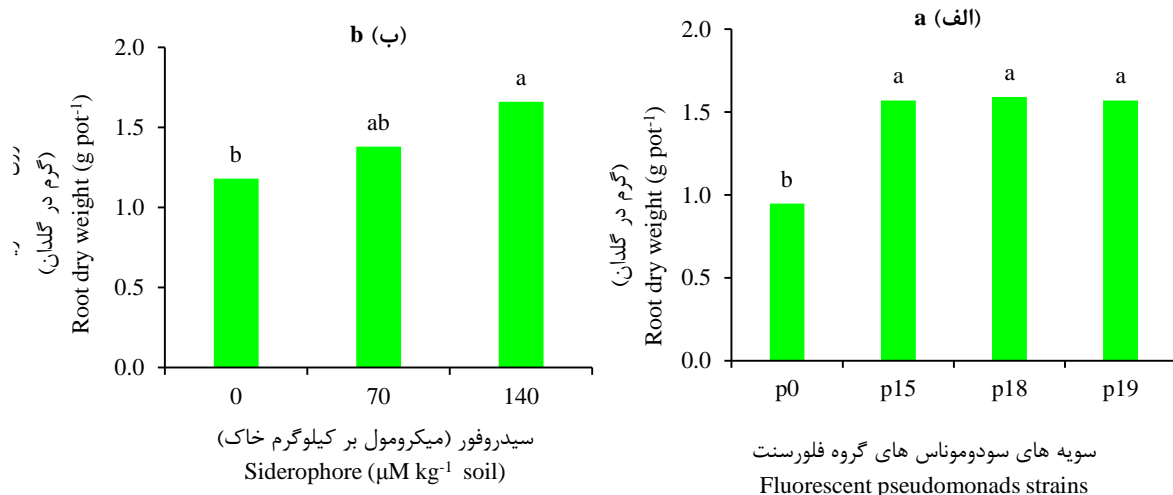 (الف) a
2.0
1.5
1.0
0.5
0.0
a
a
a
b
p0
p15
p18
p19
(گرم در گلدان)
Root dry weight (g pot-1)
سویه های سودوموناس های گروه فلورسنت
Fluorescent pseudomonads strains
(ب) b
2.0
1.5
1.0
0.5
0.0
b
ab
a
0
70
140
(گرم در گلدان)
Root dry weight (g pot-1)
سیدروفور (میکرومول بر کیلوگرم خاک)
Siderophore (μM kg-1 soil)